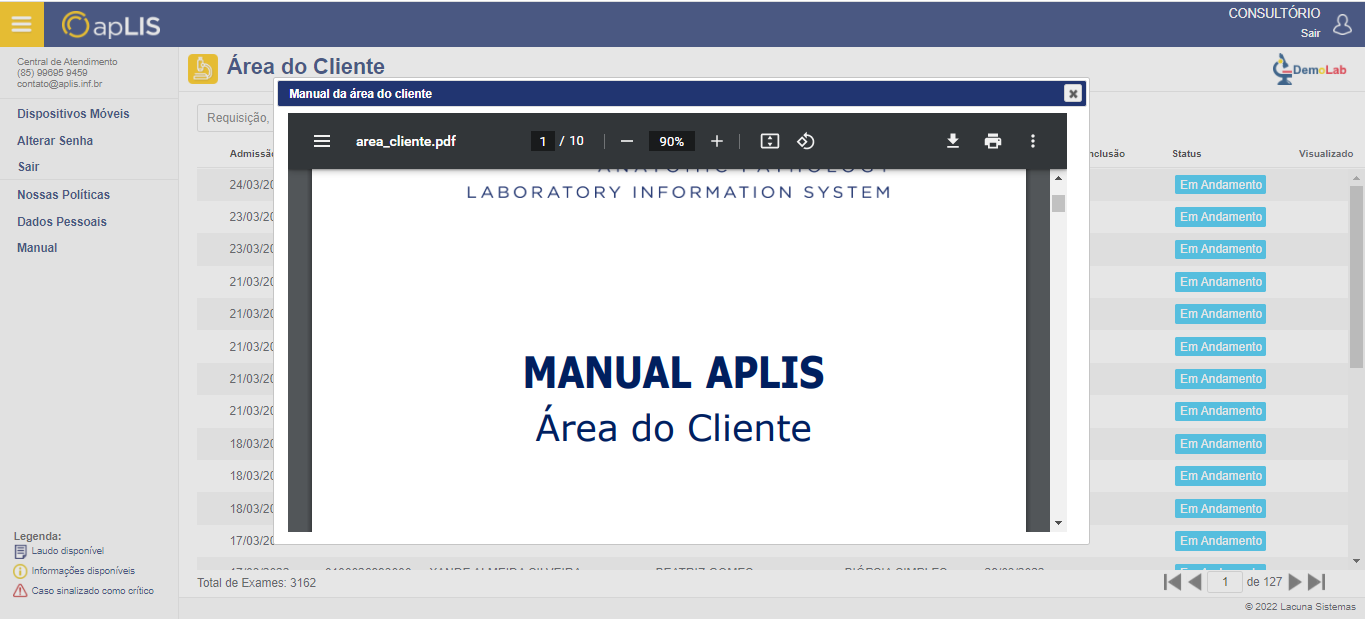 apLIS
CONSULTÓRIO
Sair
Central de Atendimento
(85) 99695 9459
contato@aplis.inf.br
Dispositivos Móveis
Alterar Senha
Sair
Nossas Políticas
Dados Pessoais
Manual
Legenda:
Laudo disponível
Informações disponíveis
Caso sinalizado como crítico
Área do Cliente
DemoLab
Requisição,
Status
Visualizado
24/03/20
Em Andamento
23/03/20
Em Andamento
23/03/20
Em Andamento
21/03/20
Em Andamento
21/03/20
Em Andamento
21/03/20
Em Andamento
21/03/20
Em Andamento
21/03/20
Em Andamento
18/03/20
Em Andamento
18/03/20
Em Andamento
18/03/20
Em Andamento
17/03/20
Em Andamento
Manual da área do cliente
area_cliente.pdf
1 / 10
90%
ANATOMIC PATHOLOGY
LABORATORY INFORMATION SYSTEM
MANUAL APLIS
Área do Cliente
Total de Exames: 3162
1 de 127
© 2022 Lacuna Sistemas